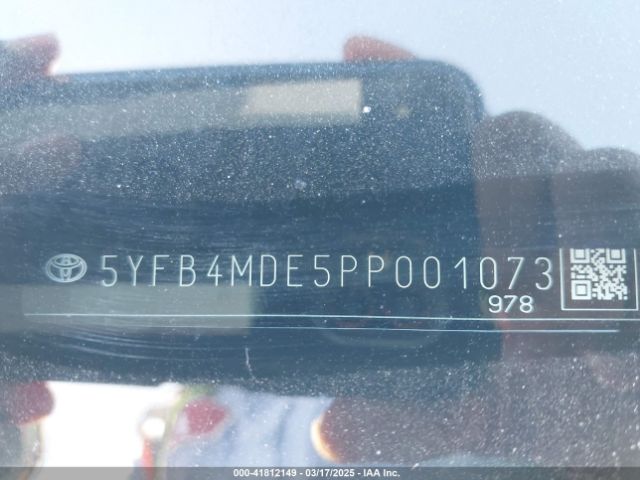 5YFB4MDE5PP001073
978
000-41812149 - 03/17/2025 - IAA Inc.